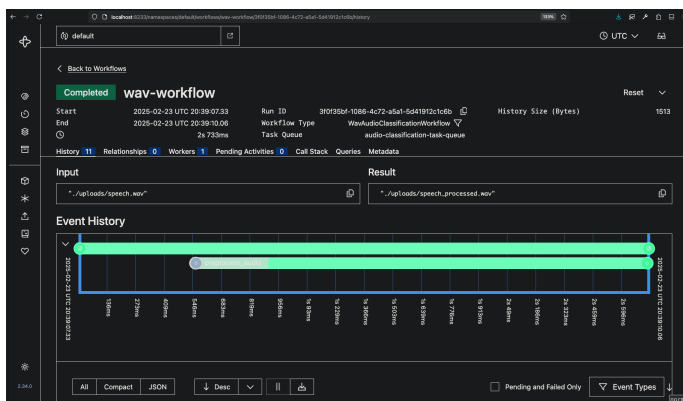 localhost:8233/namespaces/default/workflows/wav-workflow/3f0f35bf-1086-4c72-a5a1-5d41912c1c6b/history
133%
default
UTC
Back to Workflows
Completed wav-workflow
Reset
Start 2025-02-23 UTC 20:39:07.33 Run ID 3f0f35bf-1086-4c72-a5a1-5d41912c1c6b History Size (Bytes) 1513
End 2025-02-23 UTC 20:39:10.06 Workflow Type WavAudioClassificationWorkflow
2s 733ms Task Queue audio-classification-task-queue
History 11 Relationships 0 Workers 1 Pending Activities 0 Call Stack Queries Metadata
Input Result
"./uploads/speech.wav" "./uploads/speech_processed.wav"
Event History
2025-02-23 UTC 20:39:07.33
136ms
273ms
409ms
546ms
683ms
819ms
956ms
1s 93ms
1s 229ms
1s 366ms
1s 503ms
1s 639ms
1s 776ms
1s 913ms
2s 49ms
2s 186ms
2s 323ms
2s 459ms
2s 596ms
2025-02-23 UTC 20:39:10.06
2.34.0
All Compact JSON Desc Pending and Failed Only Event Types